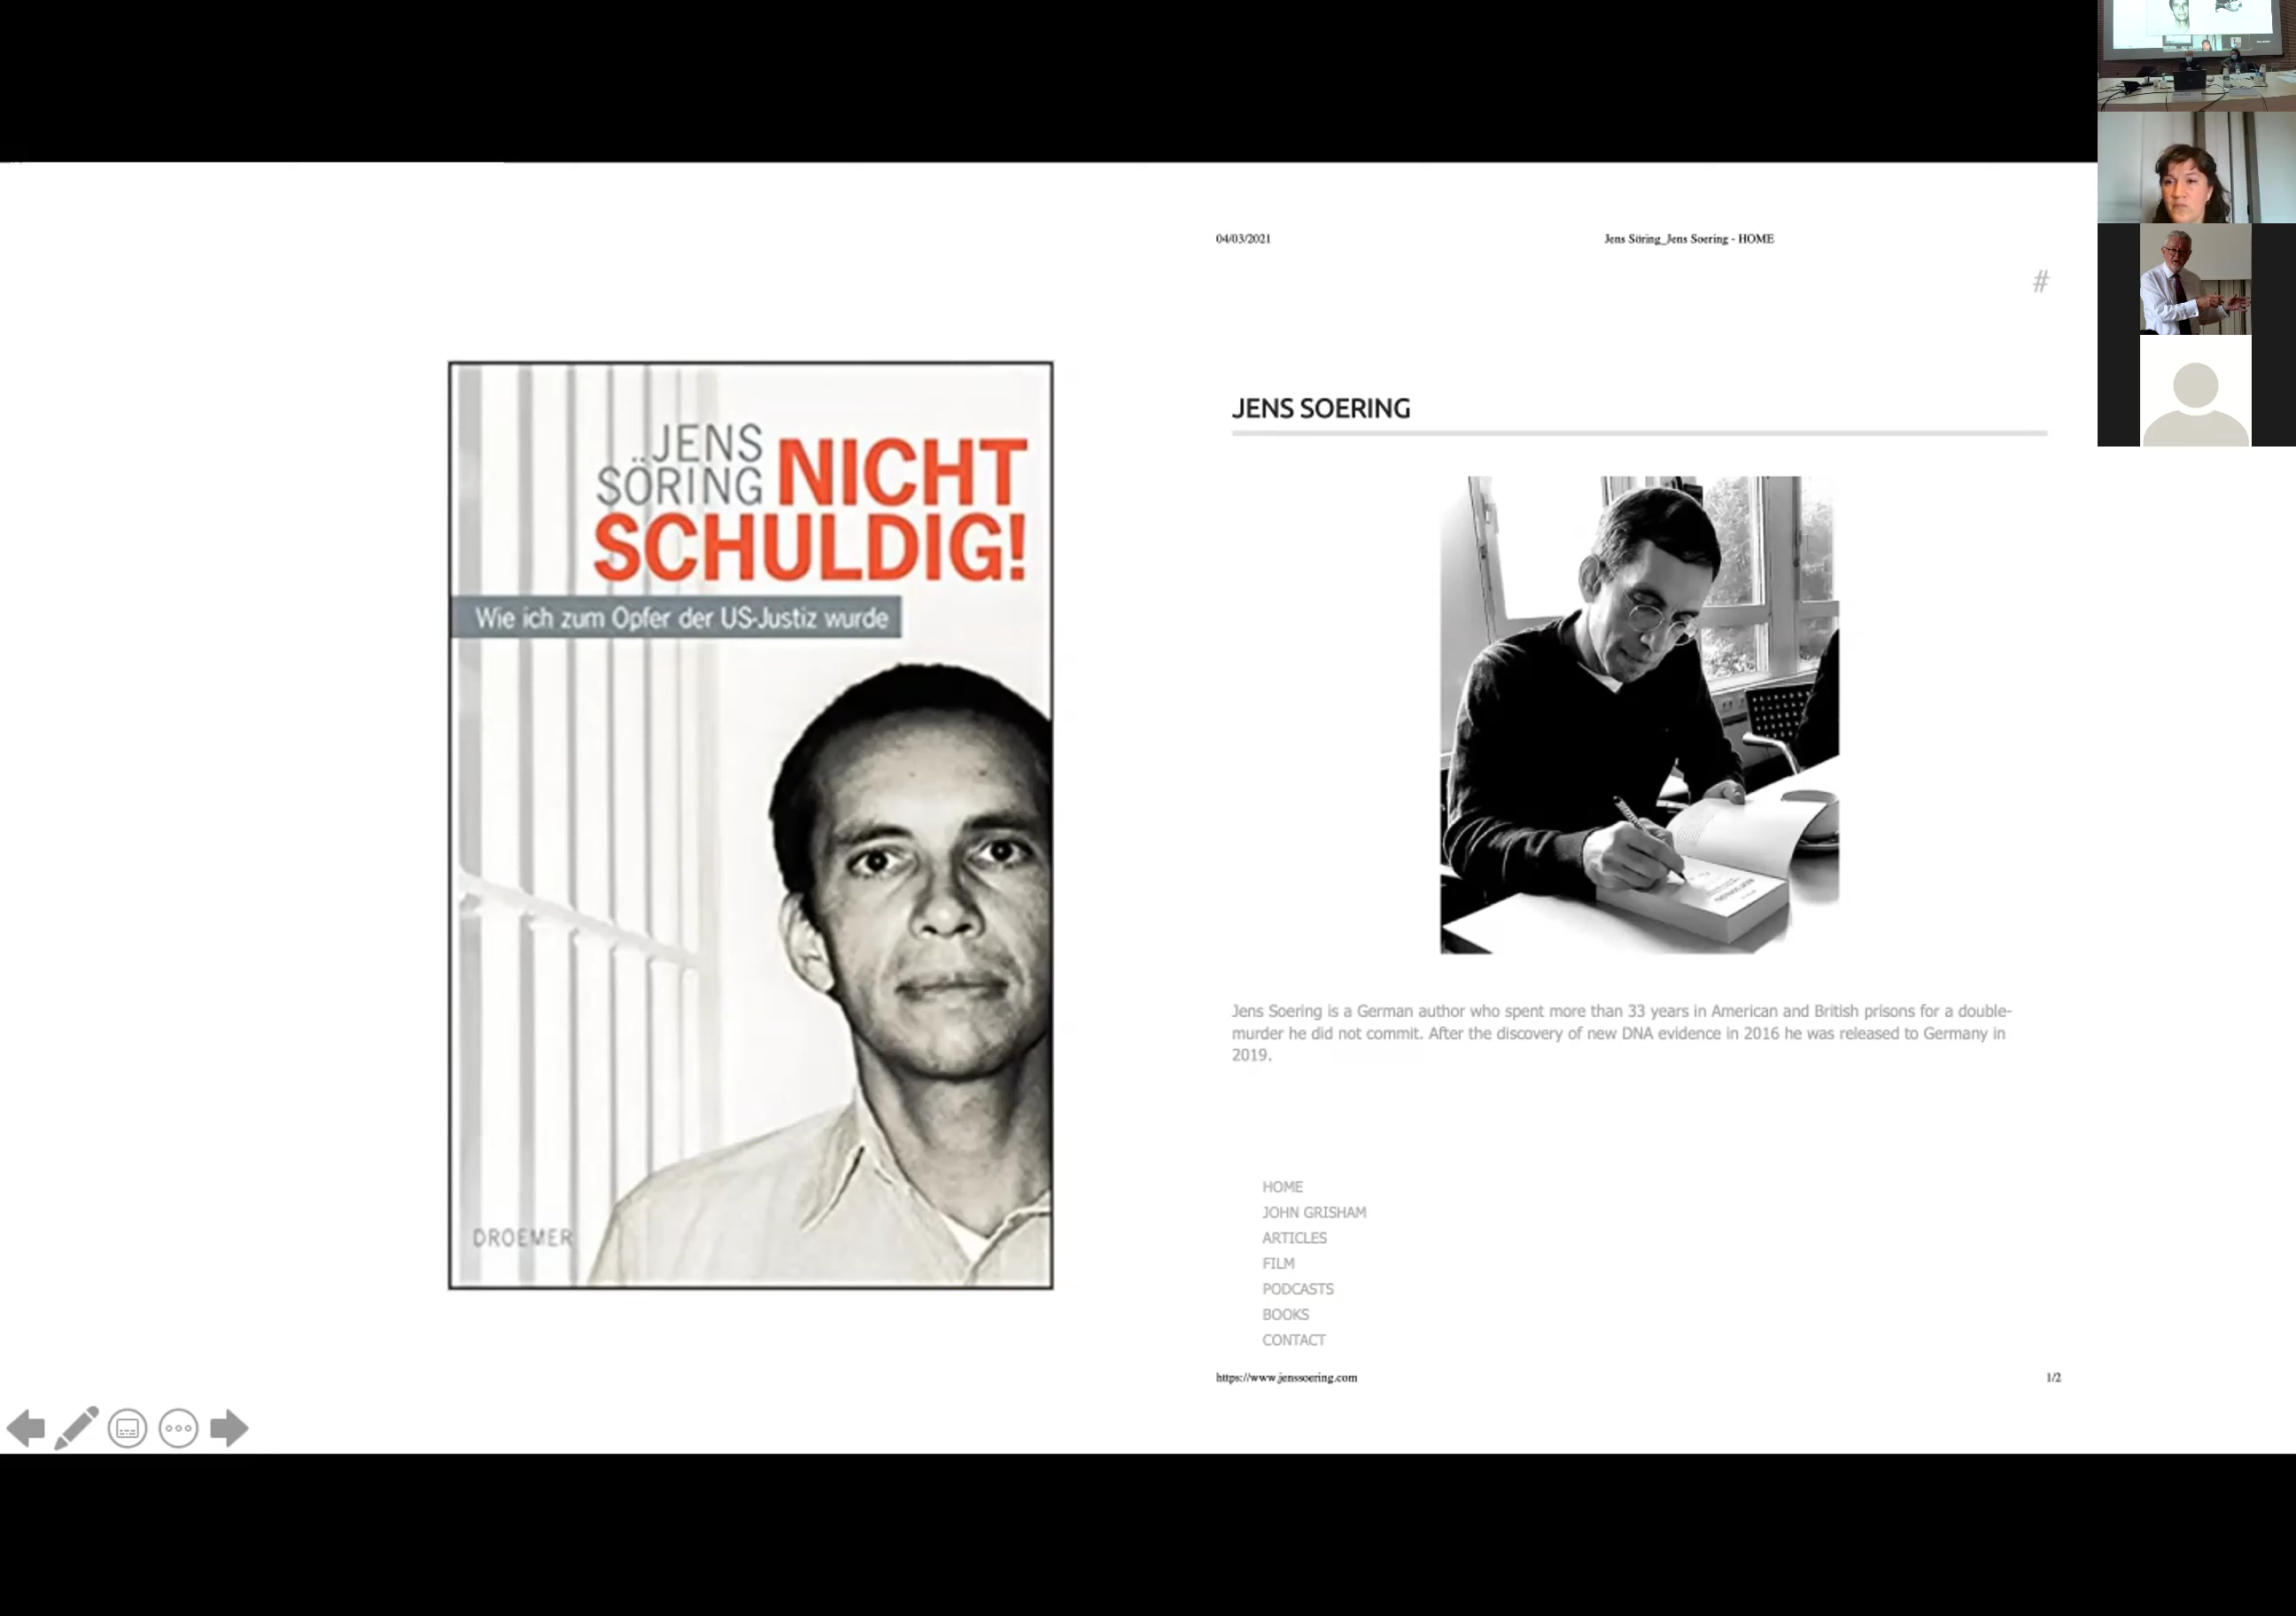 JENS
SÖRING NICHT
SCHULDIG!
Wie ich zum Opfer der US-Justiz wurde
DROEMER
04/03/2021 Jens Söring_Jens Soering - HOME
#
JENS SOERING
Jens Soering is a German author who spent more than 33 years in American and British prisons for a double-
murder he did not commit. After the discovery of new DNA evidence in 2016 he was released to Germany in
2019.
HOME
JOHN GRISHAM
ARTICLES
FILM
PODCASTS
BOOKS
CONTACT
https://www.jenssoering.com 1/2